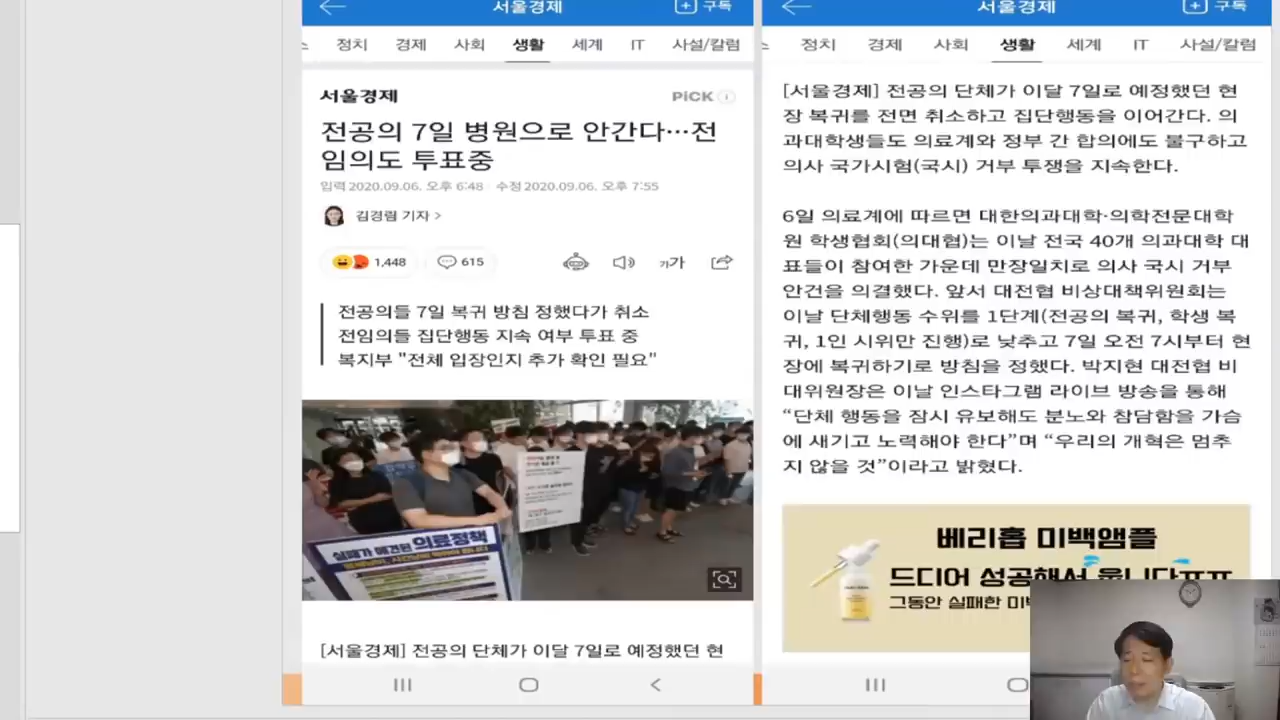 서울경제
구독
정치 경제 사회 생활 세계 IT 사설/칼럼
서울경제
PiCK
전공의 7일 병원으로 안간다…전
임의도 투표중
입력 2020.09.06. 오후 6:48 수정 2020.09.06. 오후 7:55
김경림 기자 >
1,448 615 가가
전공의들 7일 복귀 방침 정했다가 취소
전임의들 집단행동 지속 여부 투표 중
복지부 "전체 입장인지 추가 확인 필요"
실패가 예견된 의료정책
[서울경제] 전공의 단체가 이달 7일로 예정했던 현
서울경제
구독
정치 경제 사회 생활 세계 IT 사설/칼럼
[서울경제] 전공의 단체가 이달 7일로 예정했던 현
장 복귀를 전면 취소하고 집단행동을 이어간다. 의
과대학생들도 의료계와 정부 간 합의에도 불구하고
의사 국가시험(국시) 거부 투쟁을 지속한다.
6일 의료계에 따르면 대한의과대학·의학전문대학
원 학생협회(의대협)는 이날 전국 40개 의과대학 대
표들이 참여한 가운데 만장일치로 의사 국시 거부
안건을 의결했다. 앞서 대전협 비상대책위원회는
이날 단체행동 수위를 1단계(전공의 복귀, 학생 복
귀, 1인 시위만 진행)로 낮추고 7일 오전 7시부터 현
장에 복귀하기로 방침을 정했다. 박지현 대전협 비
대위원장은 이날 인스타그램 라이브 방송을 통해
“단체 행동을 잠시 유보해도 분노와 참담함을 가슴
에 새기고 노력해야 한다”며 “우리의 개혁은 멈추
지 않을 것”이라고 밝혔다.
베리홉 미백앰플
드디어 성공해서 웁니다ㅠㅠ
그동안 실패한